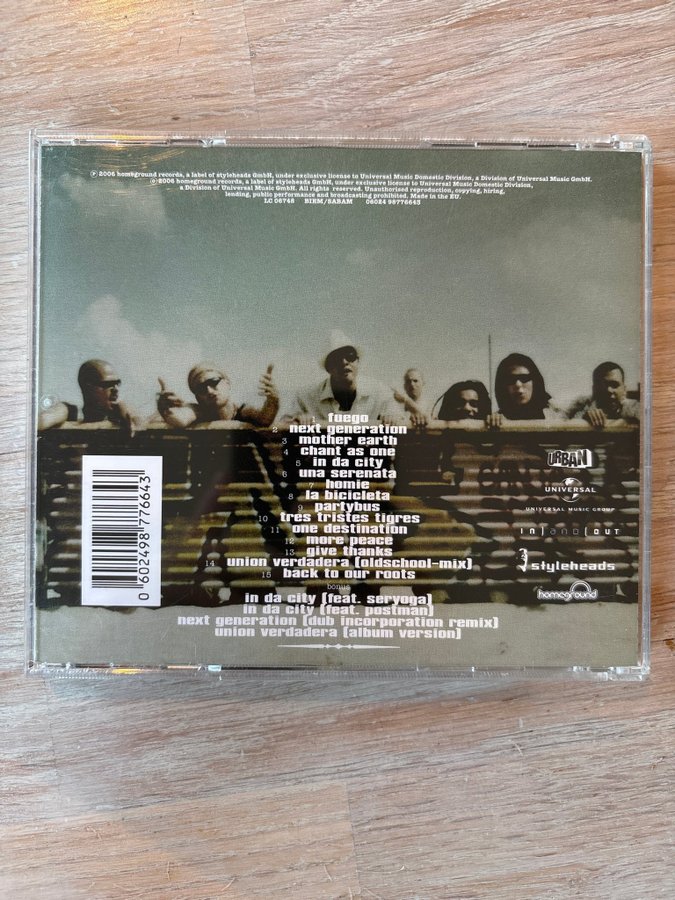 ℗ 2006 homeground records, a label of styleheads GmbH, under exclusive license to Universal Music Domestic Division, a Division of Universal Music GmbH.
© 2006 homeground records, a label of styleheads GmbH, under exclusive license to Universal Music Domestic Division,
a Division of Universal Music GmbH. All rights reserved. Unauthorised reproduction, copying, hiring,
lending, public performance and broadcasting prohibited. Made in the EU.
LC 06748 BIEM/SABAM 06024 98776643
1 fuego
2 next generation
3 mother earth
4 chant as one
5 in da city
6 una serenata
7 homie
8 la bicicleta
9 partybus
10 tres tristes tigres
11 one destination
12 more peace
13 give thanks
14 union verdadera [oldschool-mix]
15 back to our roots
bonus
in da city [feat. seryoga]
in da city [feat. postman]
next generation [dub incorporation remix]
union verdadera [album version]
0 602498 776643
URBAN
UNIVERSAL
UNIVERSAL MUSIC GROUP
in|and|out
styleheads
homeground